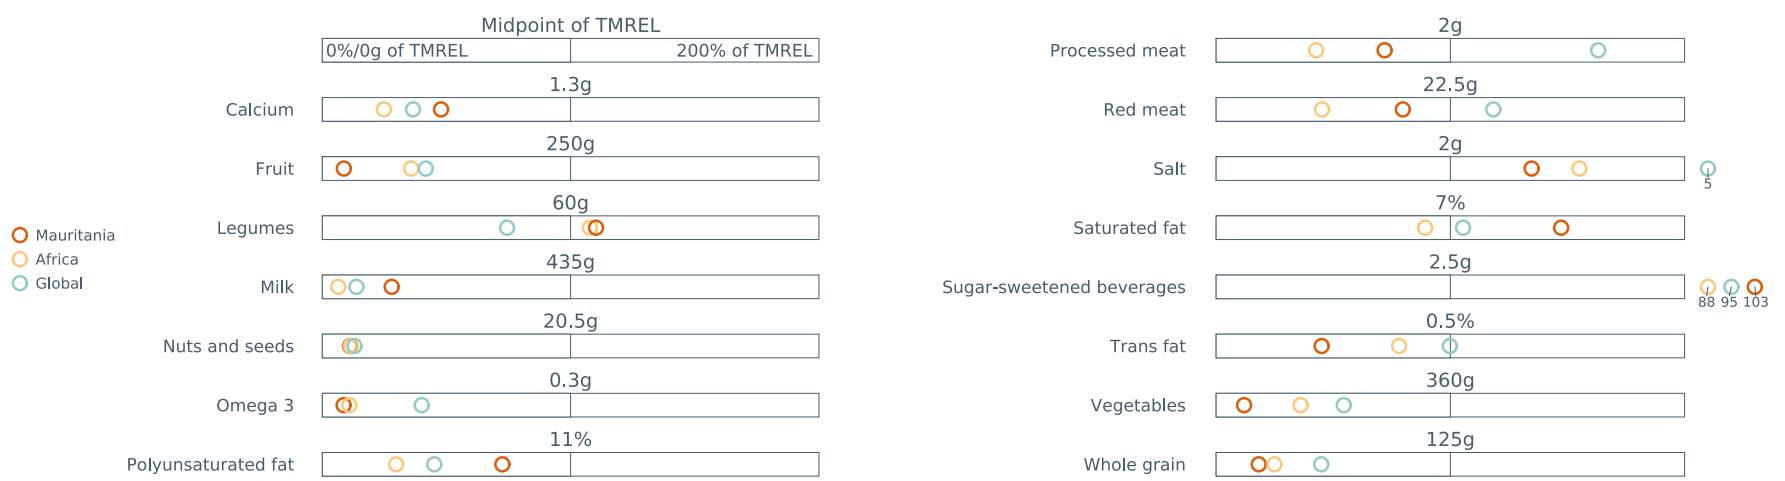 Midpoint of TMREL
0%/0g of TMREL 200% of TMREL
1.3g
Calcium
250g
Fruit
60g
Legumes
435g
Milk
20.5g
Nuts and seeds
0.3g
Omega 3
11%
Polyunsaturated fat
Mauritania
Africa
Global
2g
Processed meat
22.5g
Red meat
2g
Salt
5
7%
Saturated fat
2.5g
Sugar-sweetened beverages
88 95 103
0.5%
Trans fat
360g
Vegetables
125g
Whole grain